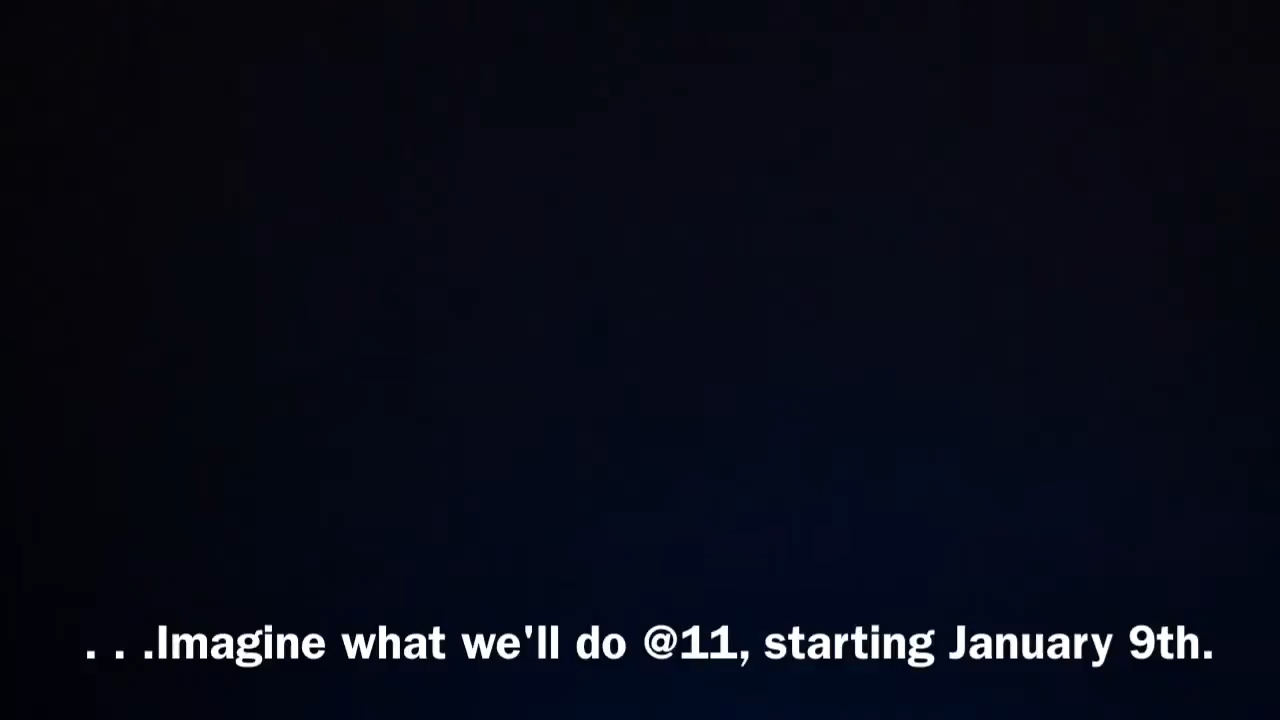 . . .Imagine what we'll do @11, starting January 9th.